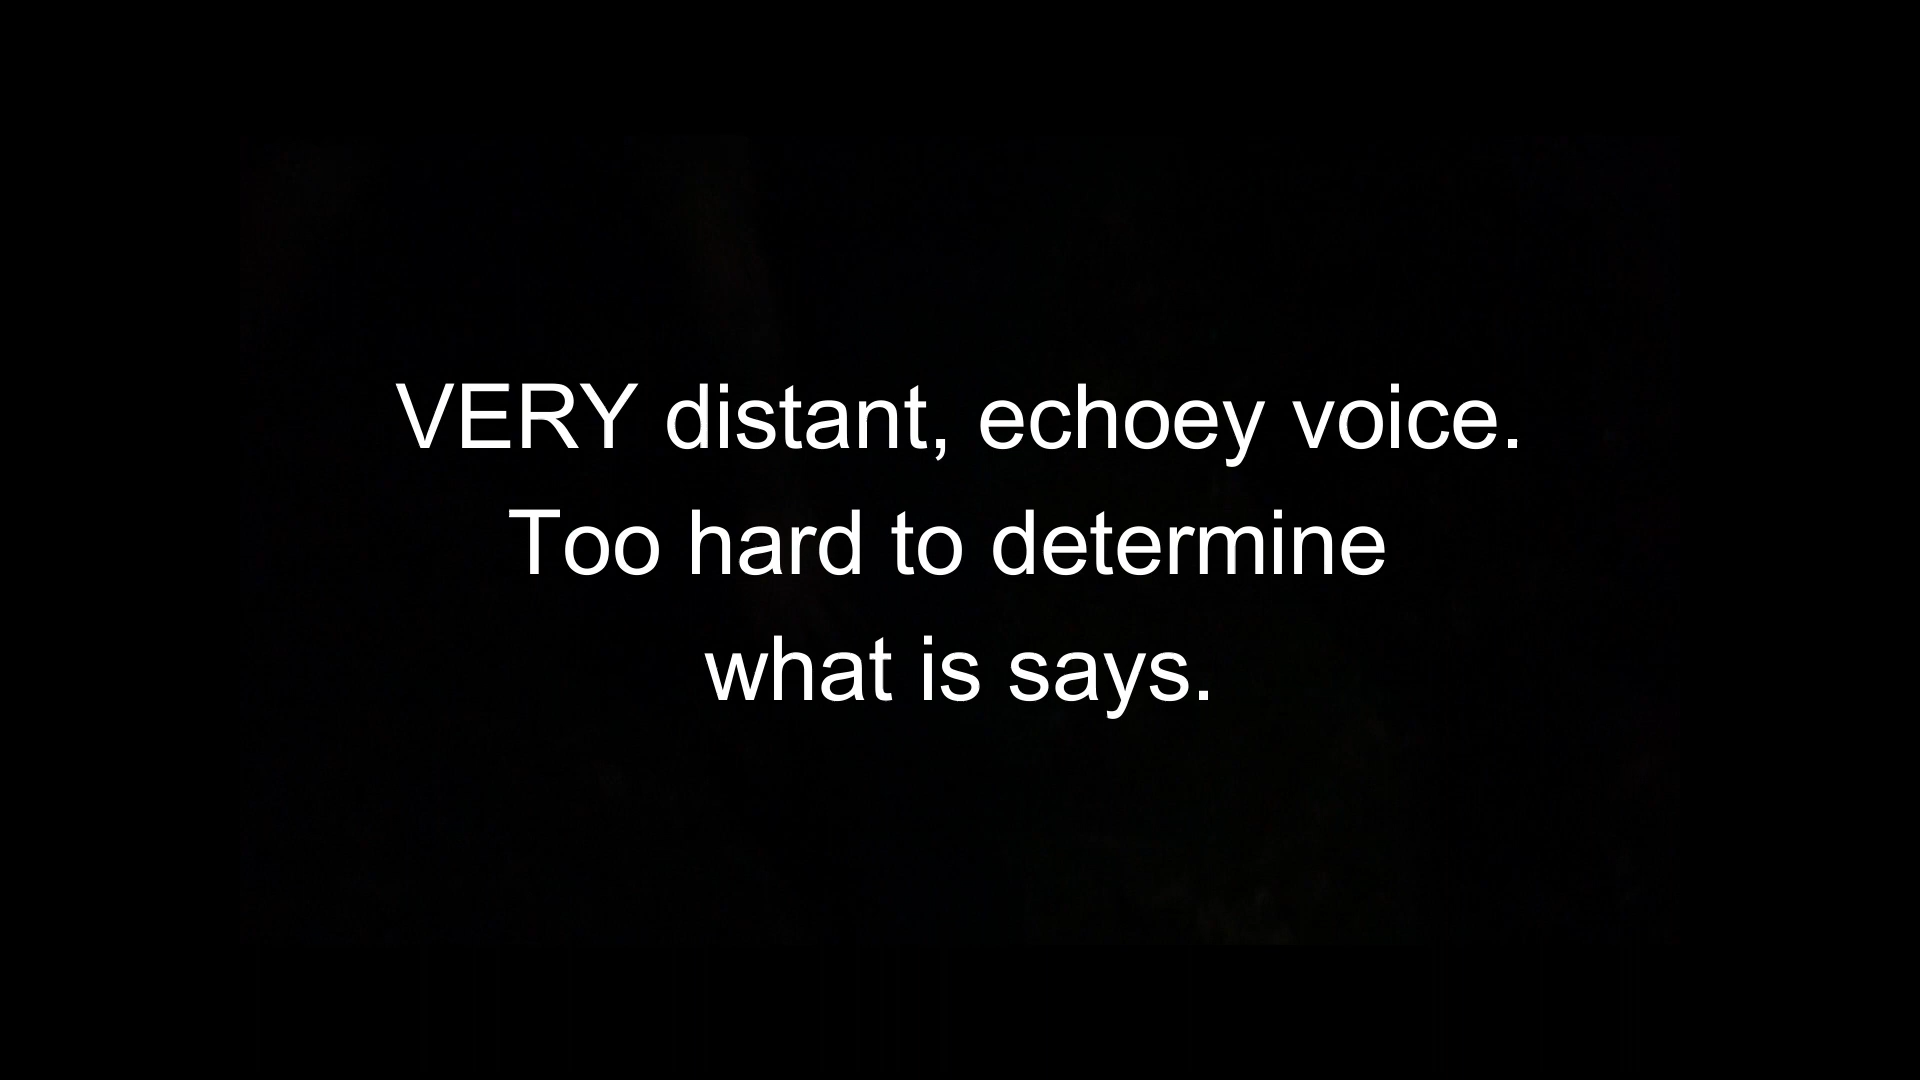 VERY distant, echoey voice.
Too hard to determine
what is says.